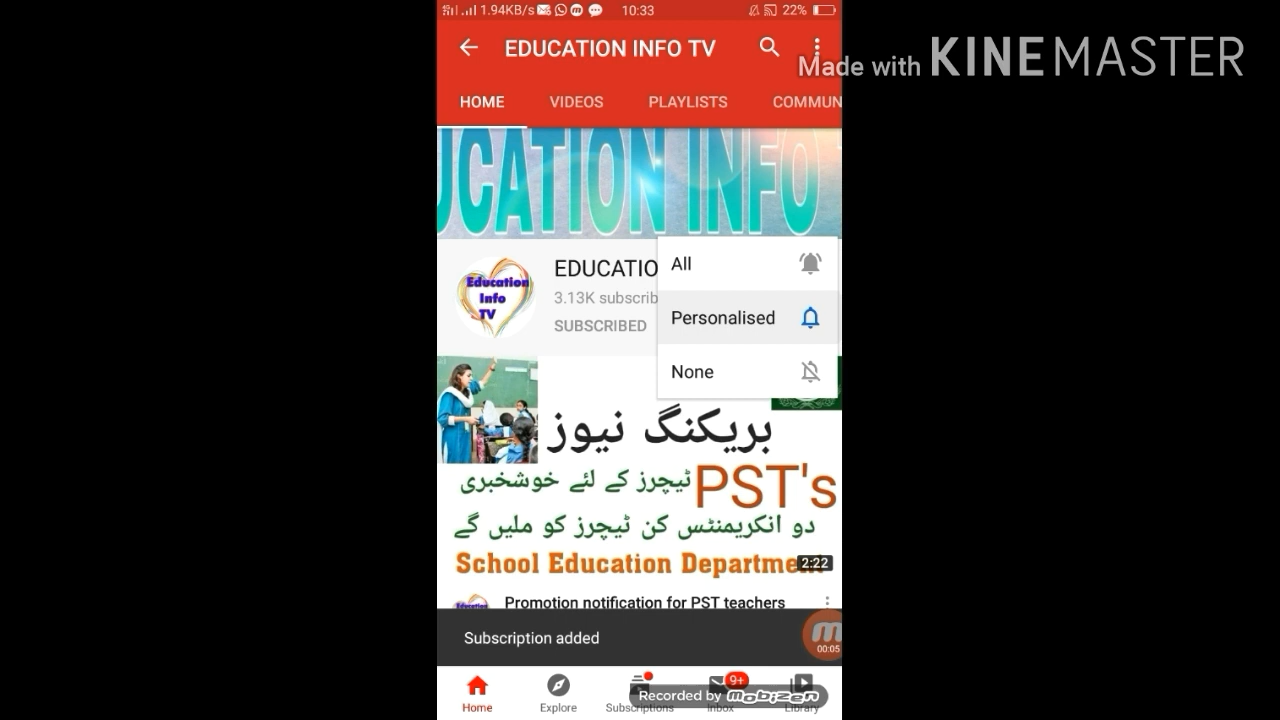 1.94KB/s 10:33 22%
Made with KINEMASTER
EDUCATION INFO TV
HOME VIDEOS PLAYLISTS COMMUN
UCATION INFO
Education
Info
TV
EDUCATIO
3.13K subscrib
SUBSCRIBED
All
Personalised
None
بریکنگ نیوز
PST's ٹیچرز کے لئے خوشخبری
دو انکریمنٹس کن ٹیچرز کو ملیں گے
School Education Departme
2:22
Education
Promotion notification for PST teachers
Subscription added
00:05
9+
Home Explore Subscriptions Inbox Library
Recorded by mobizen